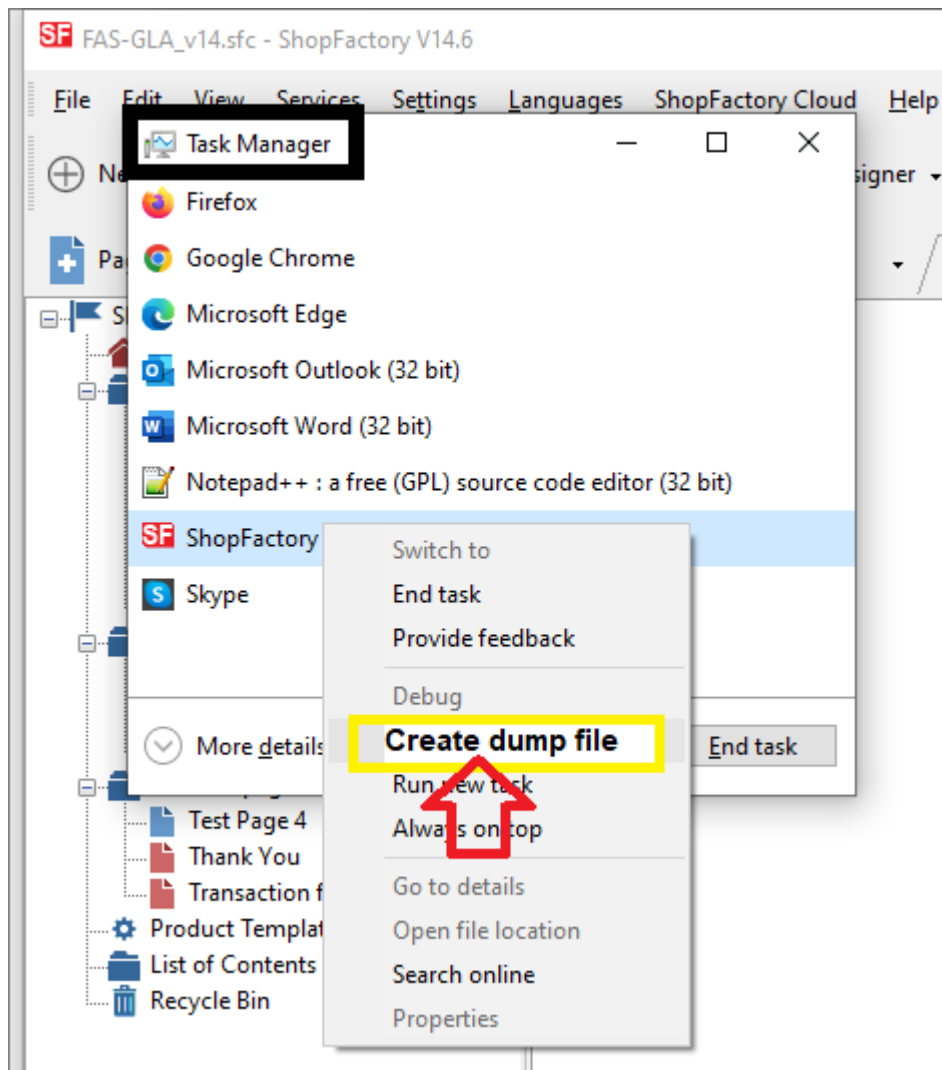 SF FAS-GLA_v14.sfc - ShopFactory V14.6
File Edit View Services Settings Languages ShopFactory Cloud Help
Task Manager
signer
Firefox
Google Chrome
Microsoft Edge
Microsoft Outlook (32 bit)
Microsoft Word (32 bit)
Notepad++ : a free (GPL) source code editor (32 bit)
SF ShopFactory
Skype
Switch to
End task
Provide feedback
Debug
Create dump file
Run new task
Always on top
Go to details
Open file location
Search online
Properties
More details
End task
Test Page 4
Thank You
Transaction f
Product Templat
List of Contents
Recycle Bin